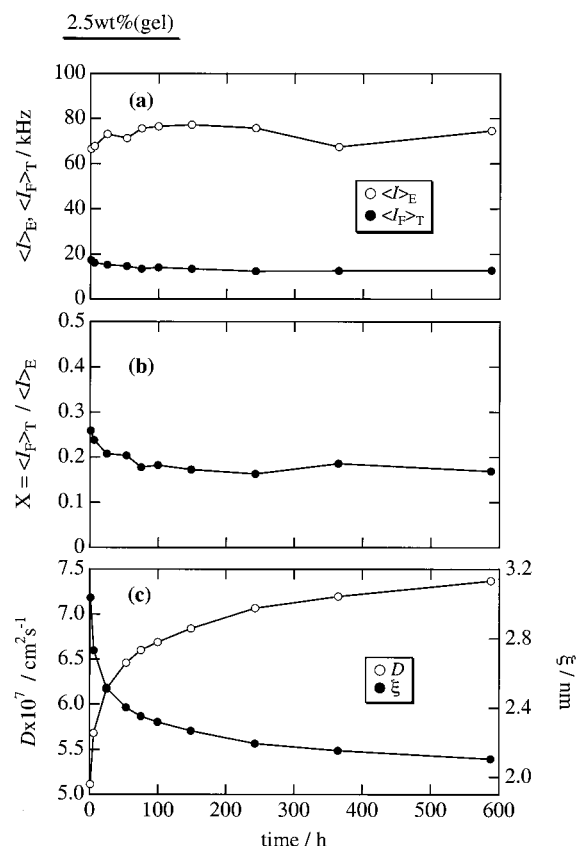 2.5wt%(gel)
100
80
60
40
20
0
<I>E, <IF>T / kHz
(a)
<I>E
<IF>T
0.5
0.4
0.3
0.2
0.1
0
X = <IF>T / <I>E
(b)
7.5
7.0
6.5
6.0
5.5
5.0
Dx10^7 / cm^2s^-1
(c)
D
ξ
3.2
2.8
2.4
2.0
ξ / nm
0 100 200 300 400 500 600
time / h